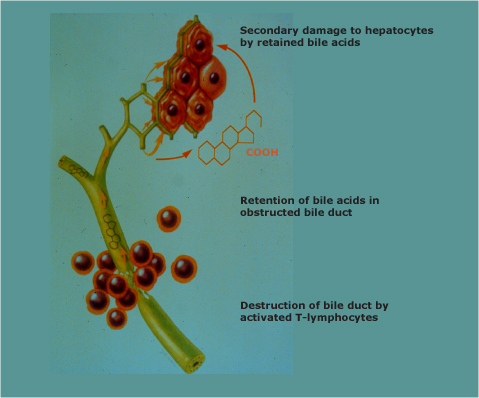 Secondary damage to hepatocytes
by retained bile acids
COOH
Retention of bile acids in
obstructed bile duct
Destruction of bile duct by
activated T-lymphocytes